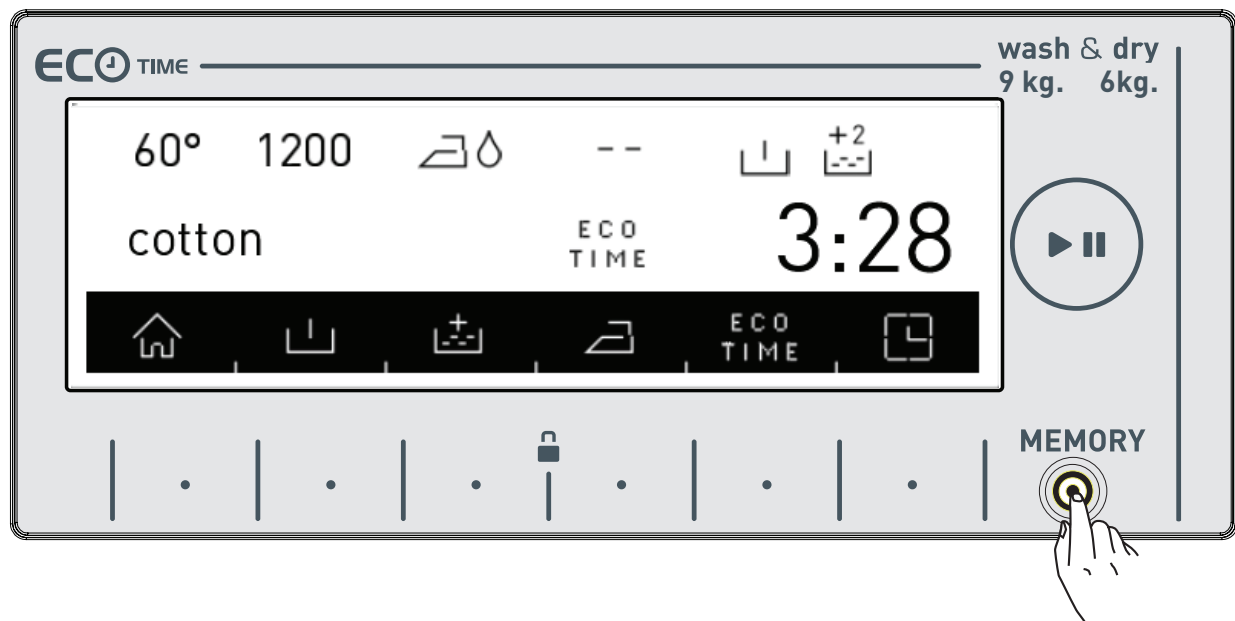 ECO TIME
wash & dry
9 kg. 6kg.
60° 1200 -- +2
cotton
ECO
TIME
3:28
ECO
TIME
MEMORY